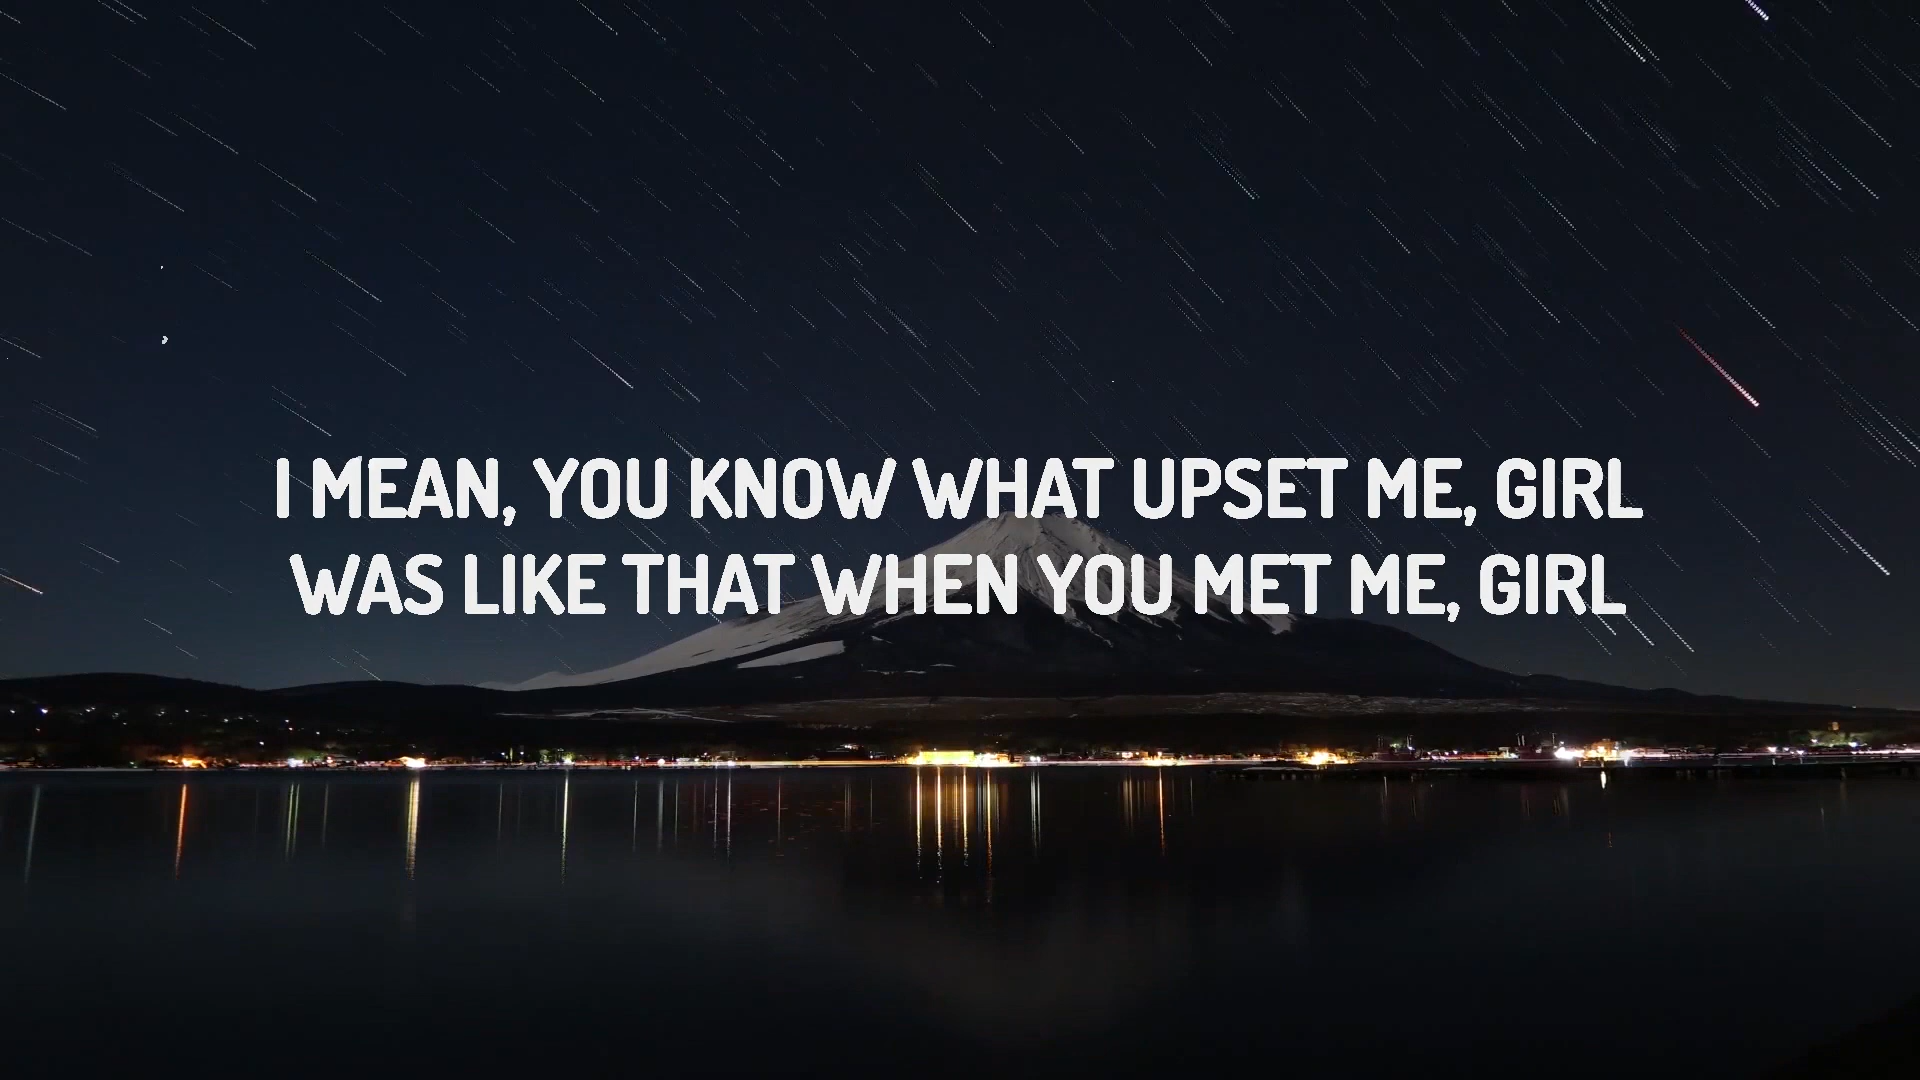 I MEAN, YOU KNOW WHAT UPSET ME, GIRL
WAS LIKE THAT WHEN YOU MET ME, GIRL